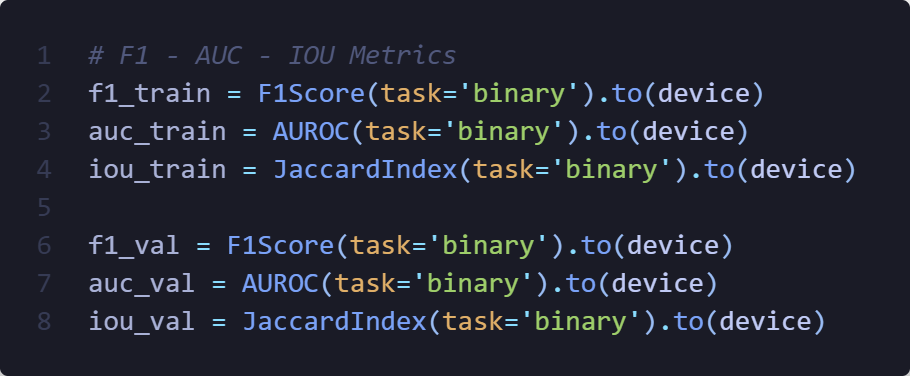 1 # F1 - AUC - IOU Metrics
2 f1_train = F1Score(task='binary').to(device)
3 auc_train = AUROC(task='binary').to(device)
4 iou_train = JaccardIndex(task='binary').to(device)
5
6 f1_val = F1Score(task='binary').to(device)
7 auc_val = AUROC(task='binary').to(device)
8 iou_val = JaccardIndex(task='binary').to(device)